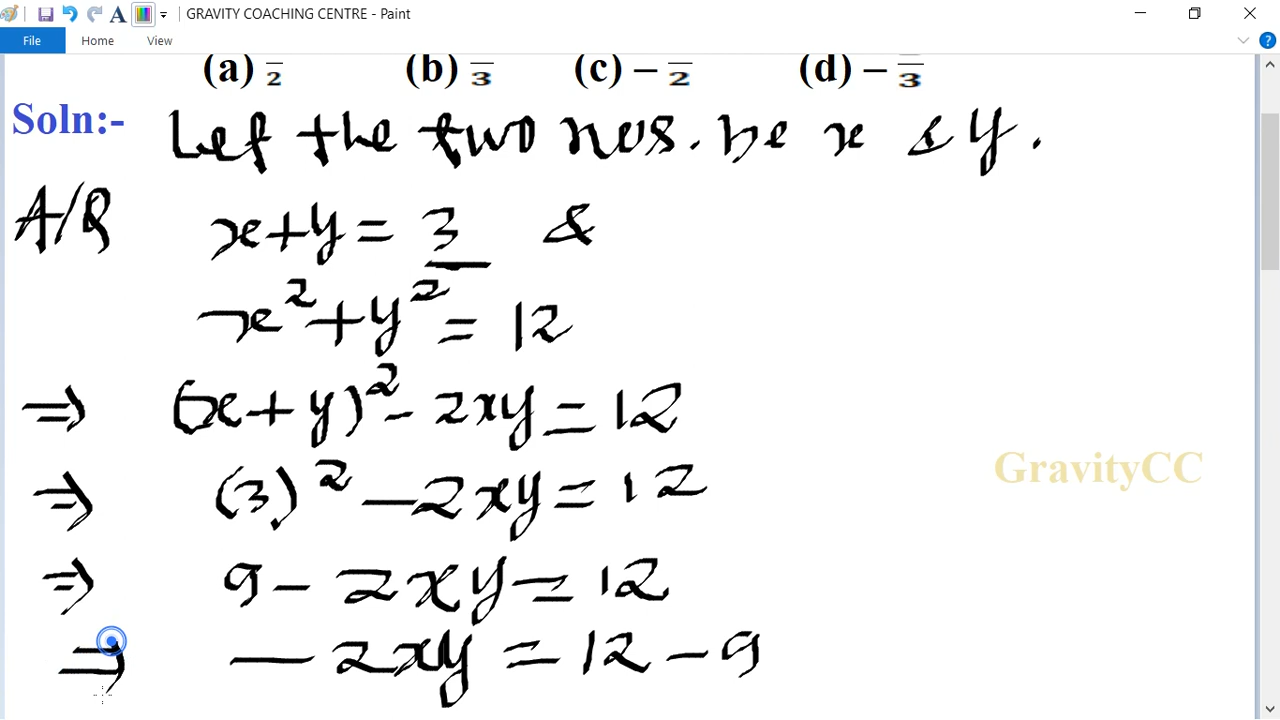 GRAVITY COACHING CENTRE - Paint
File Home View
(a) 2 (b) 3 (c) – 2 (d) – 3
Soln:- Let the two nos. be x & y.
A/Q x+y = 3 &
x²+y² = 12
⇒ (x+y)² - 2xy = 12
⇒ (3)² - 2xy = 12
GravityCC
⇒ 9 - 2xy = 12
⇒ - 2xy = 12 - 9